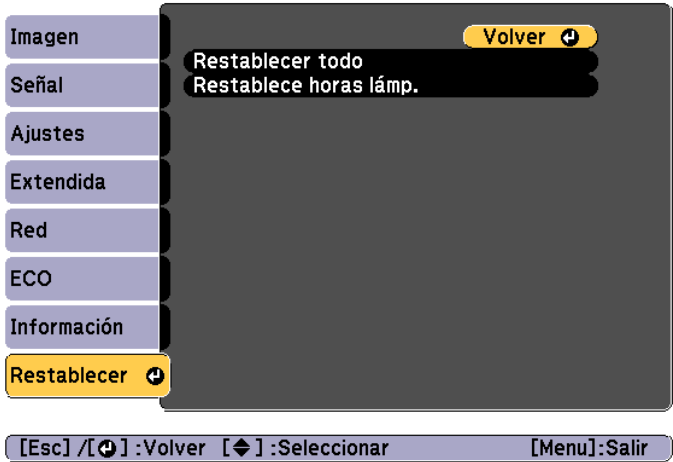 Imagen
Señal
Ajustes
Extendida
Red
ECO
Información
Restablecer
Volver
Restablecer todo
Restablece horas lámp.
[Esc] /[ ] :Volver [ ] :Seleccionar [Menu]:Salir